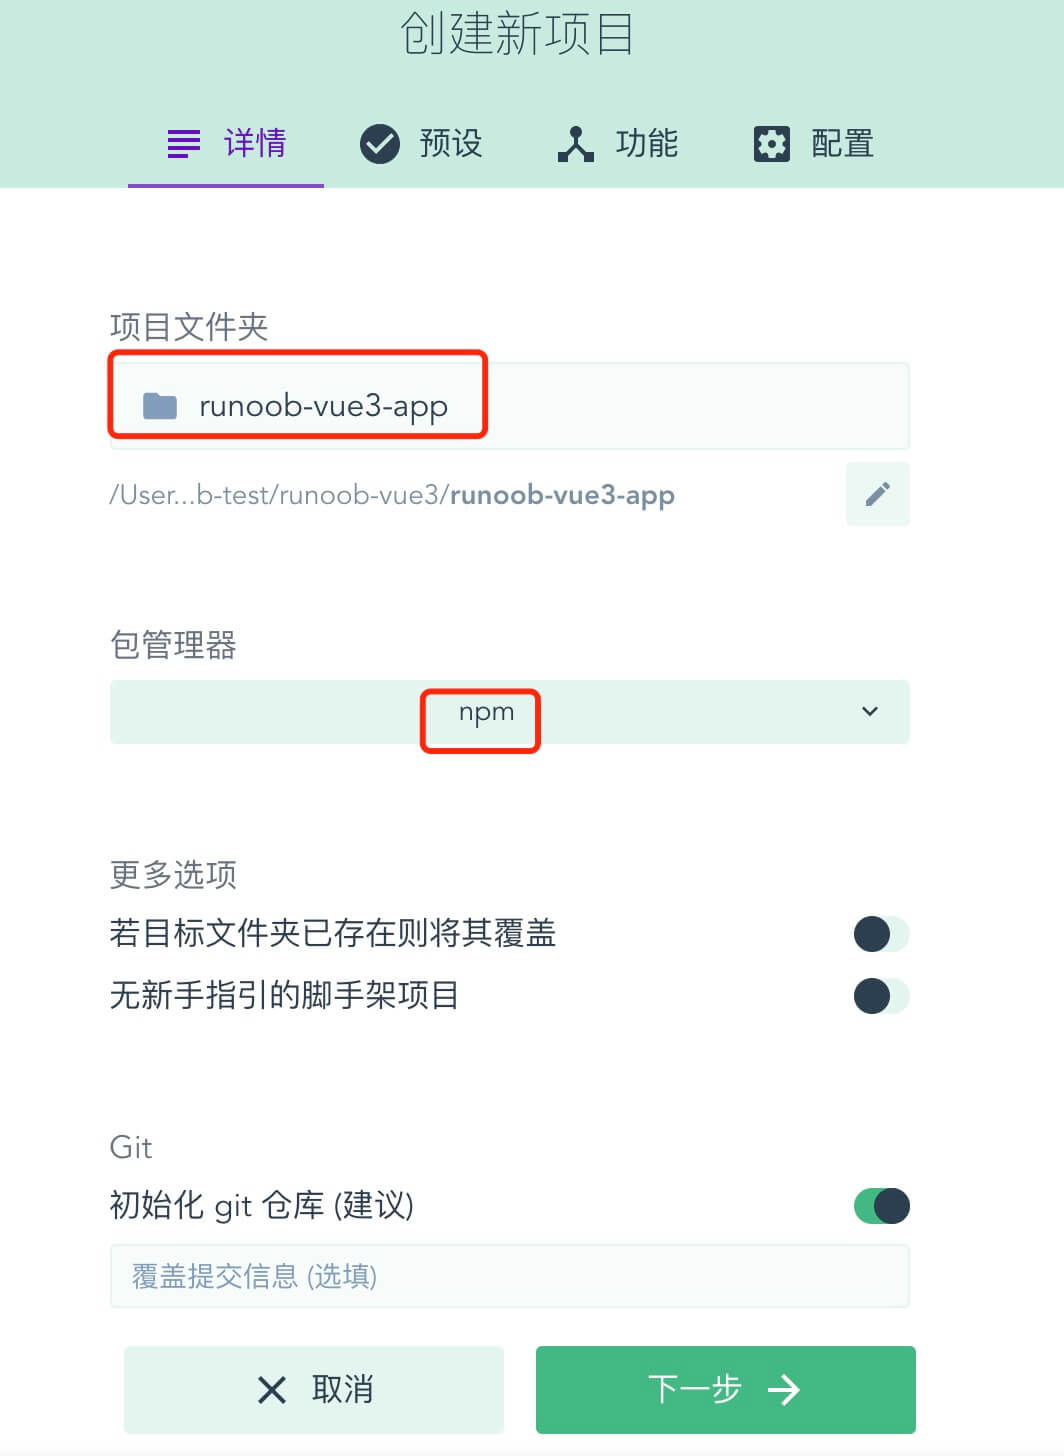 创建新项目
详情 预设 功能 配置
项目文件夹
runoob-vue3-app
/User...b-test/runoob-vue3/runoob-vue3-app
包管理器
npm
更多选项
若目标文件夹已存在则将其覆盖
无新手指引的脚手架项目
Git
初始化 git 仓库 (建议)
覆盖提交信息 (选填)
取消 下一步